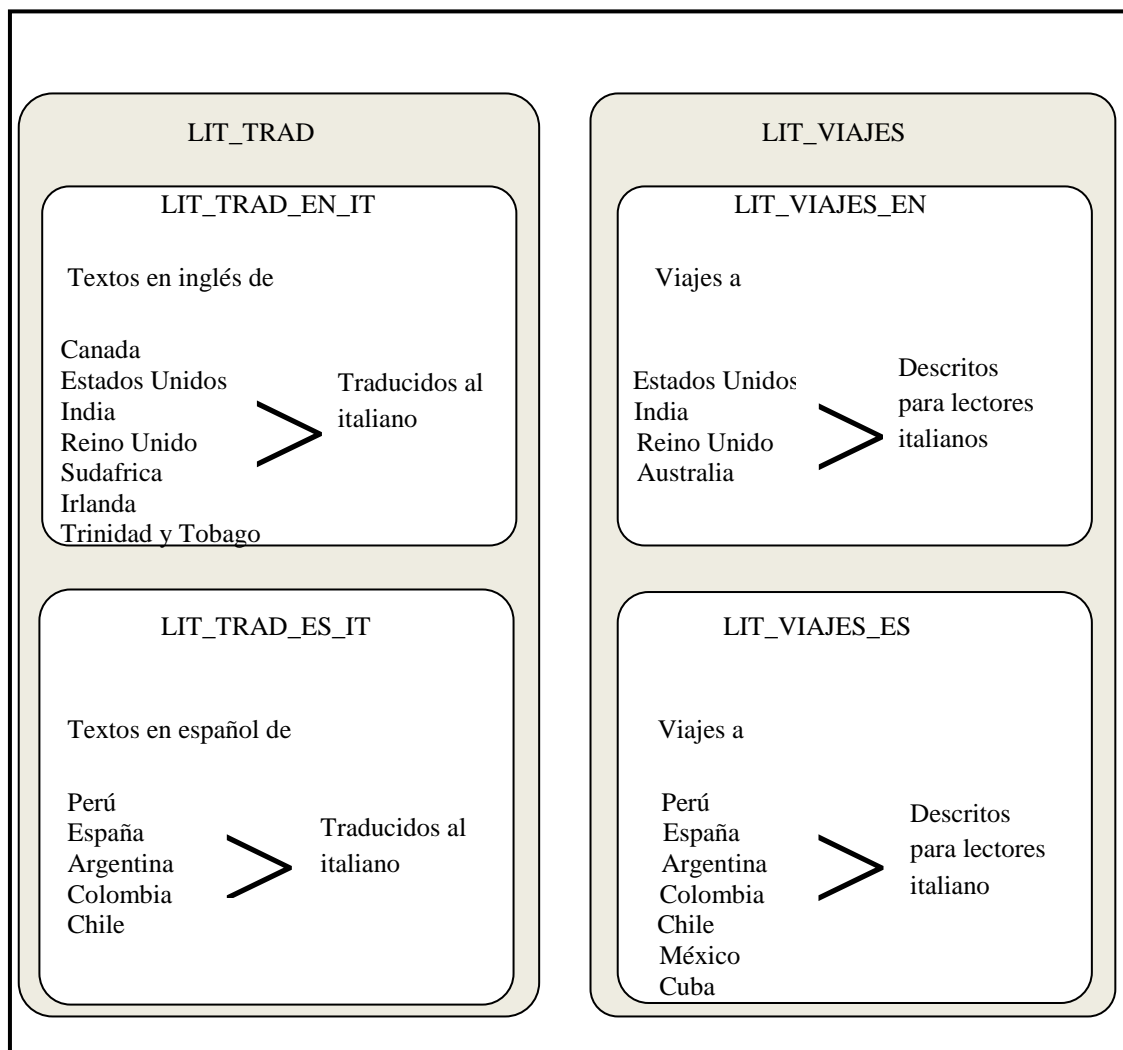 LIT_TRAD
LIT_TRAD_EN_IT
Textos en inglés de
Canada
Estados Unidos
India
Reino Unido
Sudafrica
Irlanda
Trinidad y Tobago
Traducidos al
italiano
LIT_TRAD_ES_IT
Textos en español de
Perú
España
Argentina
Colombia
Chile
Traducidos al
italiano
LIT_VIAJES
LIT_VIAJES_EN
Viajes a
Estados Unidos
India
Reino Unido
Australia
Descritos
para lectores
italianos
LIT_VIAJES_ES
Viajes a
Perú
España
Argentina
Colombia
Chile
México
Cuba
Descritos
para lectores
italiano